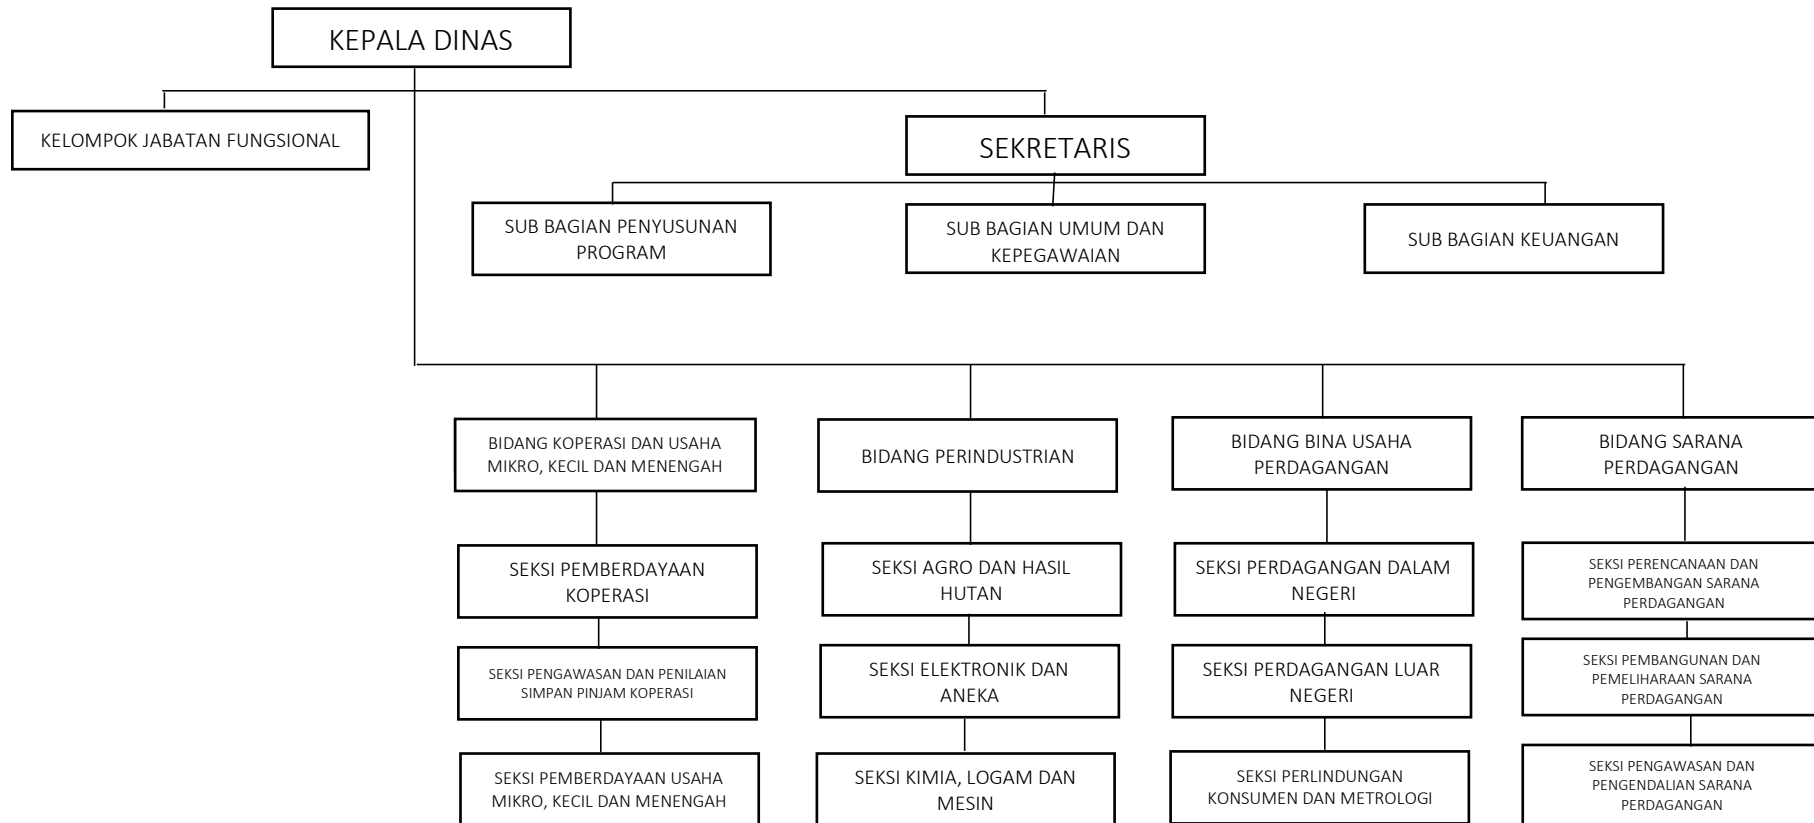 KEPALA DINAS
KELOMPOK JABATAN FUNGSIONAL
SEKRETARIS
SUB BAGIAN PENYUSUNAN
PROGRAM
SUB BAGIAN UMUM DAN
KEPEGAWAIAN
SUB BAGIAN KEUANGAN
BIDANG KOPERASI DAN USAHA
MIKRO, KECIL DAN MENENGAH
BIDANG PERINDUSTRIAN
BIDANG BINA USAHA
PERDAGANGAN
BIDANG SARANA
PERDAGANGAN
SEKSI PEMBERDAYAAN
KOPERASI
SEKSI AGRO DAN HASIL
HUTAN
SEKSI PERDAGANGAN DALAM
NEGERI
SEKSI PERENCANAAN DAN
PENGEMBANGAN SARANA
PERDAGANGAN
SEKSI PENGAWASAN DAN PENILAIAN
SIMPAN PINJAM KOPERASI
SEKSI ELEKTRONIK DAN
ANEKA
SEKSI PERDAGANGAN LUAR
NEGERI
SEKSI PEMBANGUNAN DAN
PEMELIHARAAN SARANA
PERDAGANGAN
SEKSI PEMBERDAYAAN USAHA
MIKRO, KECIL DAN MENENGAH
SEKSI KIMIA, LOGAM DAN
MESIN
SEKSI PERLINDUNGAN
KONSUMEN DAN METROLOGI
SEKSI PENGAWASAN DAN
PENGENDALIAN SARANA
PERDAGANGAN